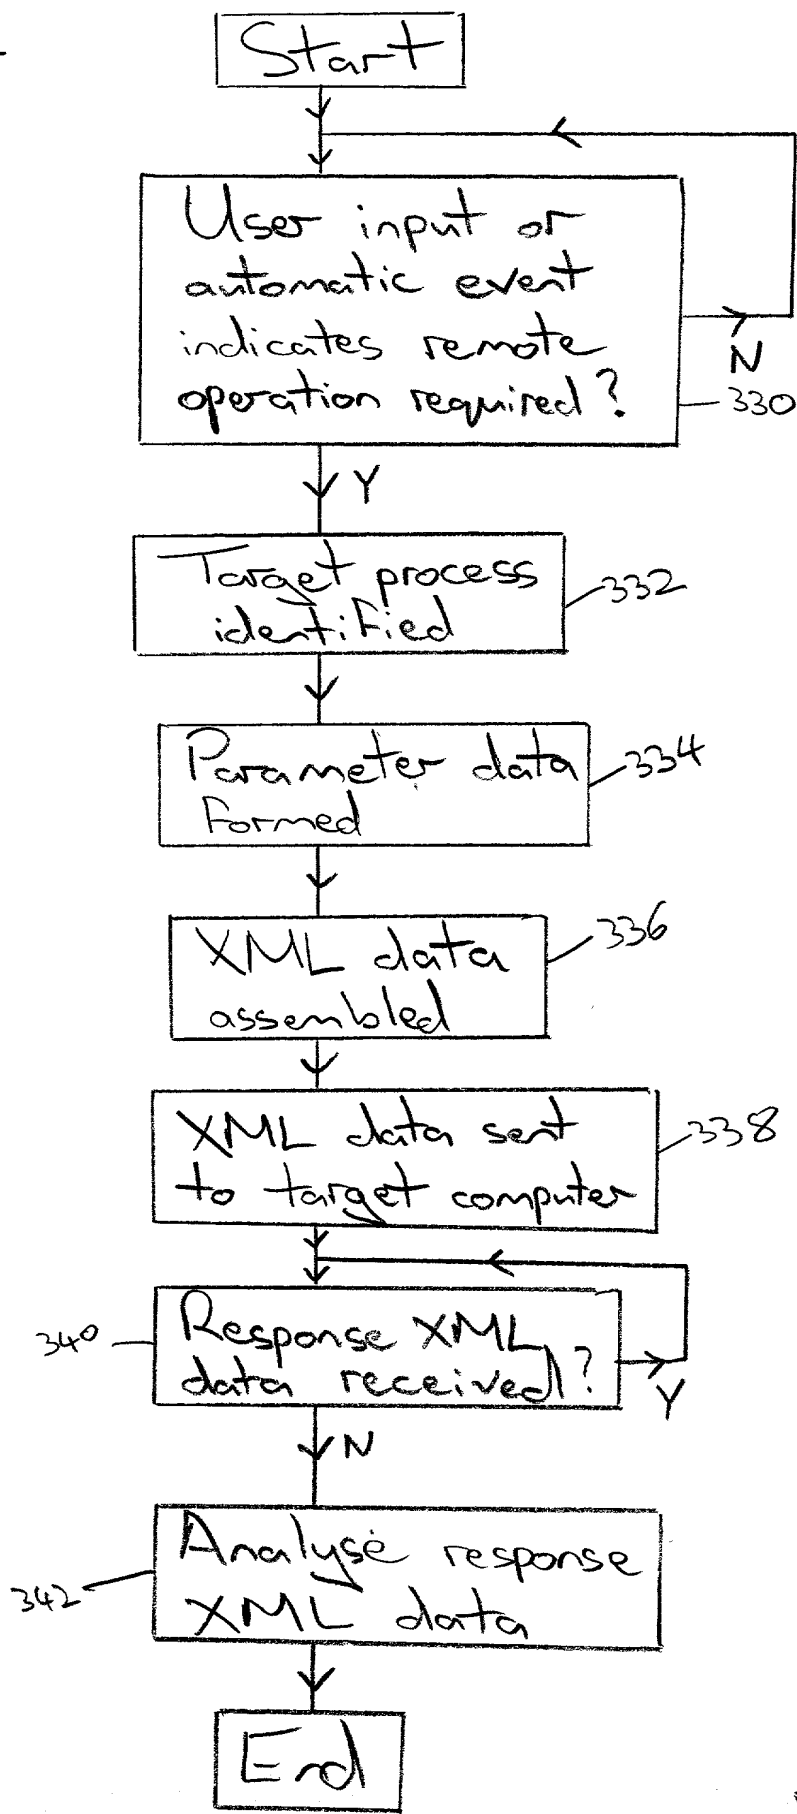 Start
User input or
automatic event
indicates remote
operation required?
N
330
Y
Target process
identified
332
Parameter data
formed
334
XML data
assembled
336
XML data sent
to target computer
338
Response XML
data received?
340
Y
N
Analyse response
XML data
342
End